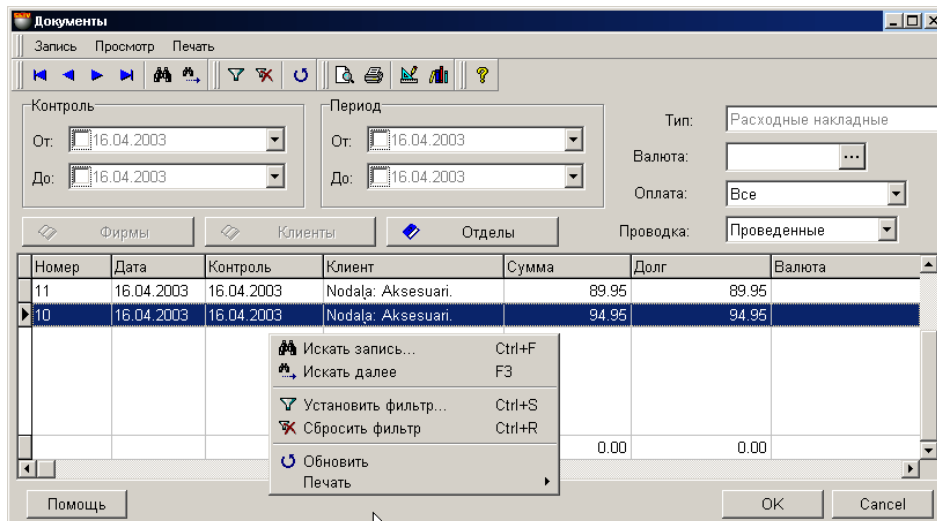 Документы
Запись Просмотр Печать
Контроль Период
Тип: Расходные накладные
От: 16.04.2003 От: 16.04.2003
Валюта: ...
До: 16.04.2003 До: 16.04.2003
Оплата: Все
Фирмы Клиенты Отделы Проводка: Проведенные
Номер Дата Контроль Клиент Сумма Долг Валюта
11 16.04.2003 16.04.2003 Nodaļa: Aksesuari. 89.95 89.95
10 16.04.2003 16.04.2003 Nodaļa: Aksesuari. 94.95 94.95
Искать запись... Ctrl+F
Искать далее F3
Установить фильтр... Ctrl+S
Сбросить фильтр Ctrl+R
0.00 0.00
Обновить
Печать
Помощь OK Cancel